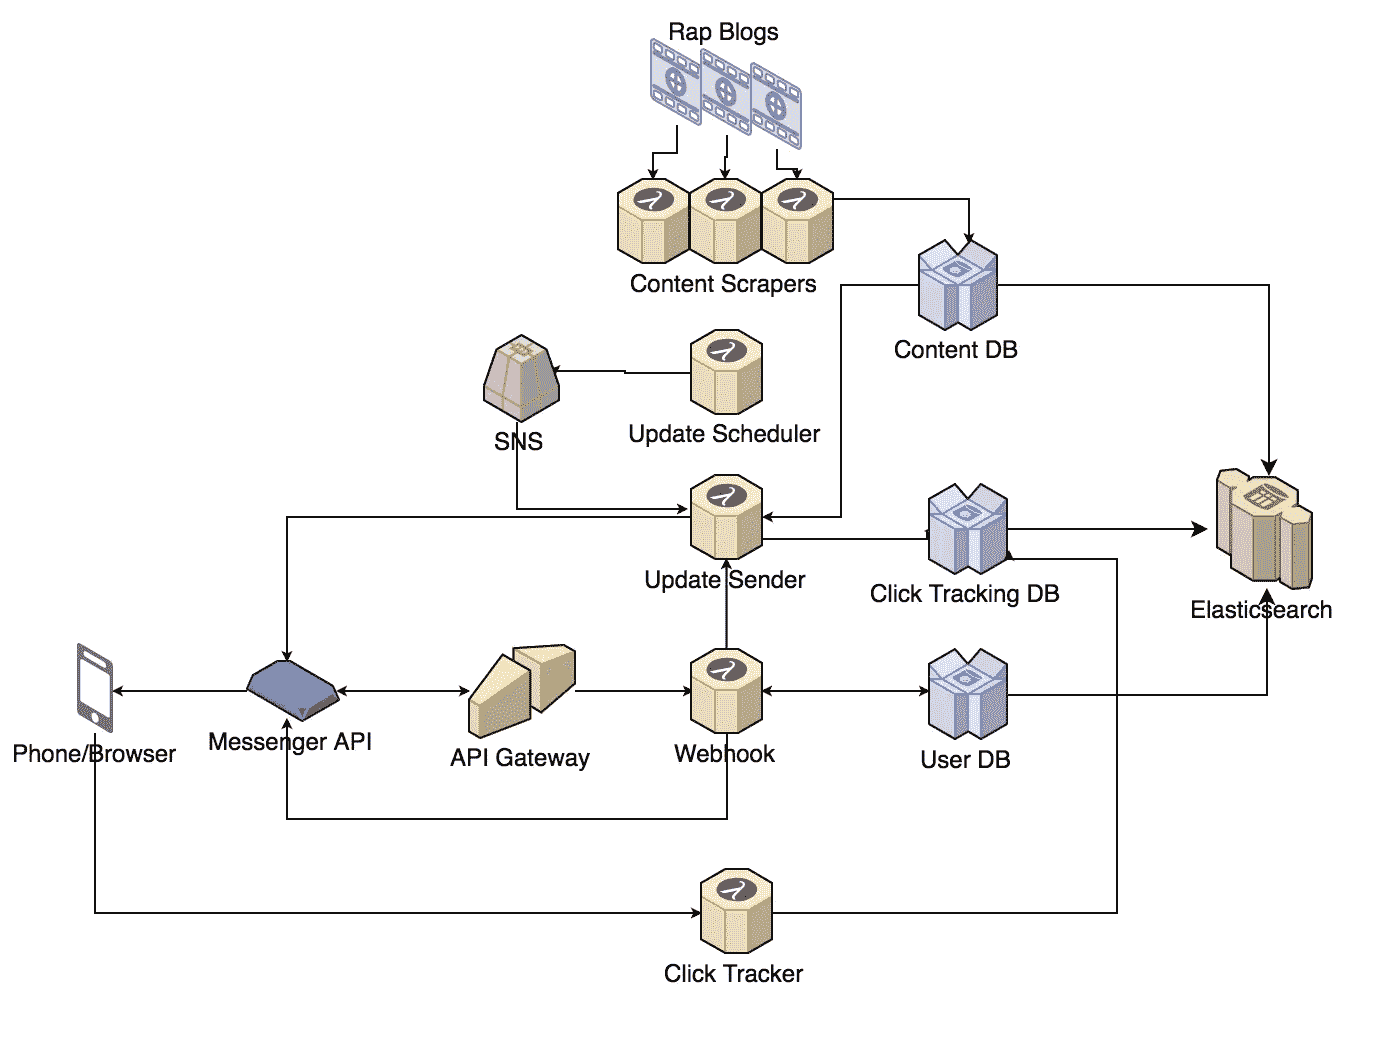 Rap Blogs
Content Scrapers
Content DB
SNS
Update Scheduler
Update Sender
Click Tracking DB
Elasticsearch
Phone/Browser
Messenger API
API Gateway
Webhook
User DB
Click Tracker